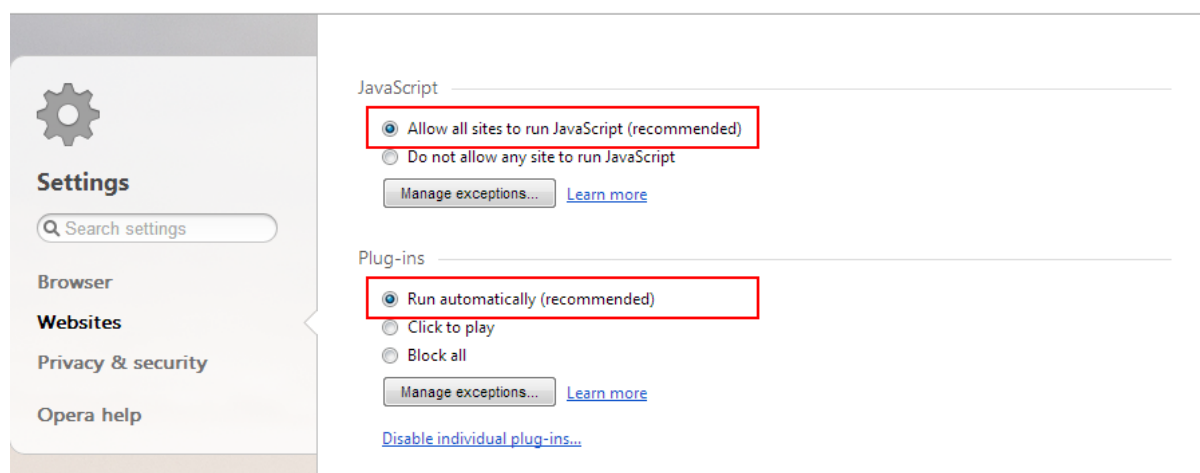 Settings
Search settings
Browser
Websites
Privacy & security
Opera help
JavaScript
Allow all sites to run JavaScript (recommended)
Do not allow any site to run JavaScript
Manage exceptions... Learn more
Plug-ins
Run automatically (recommended)
Click to play
Block all
Manage exceptions... Learn more
Disable individual plug-ins...